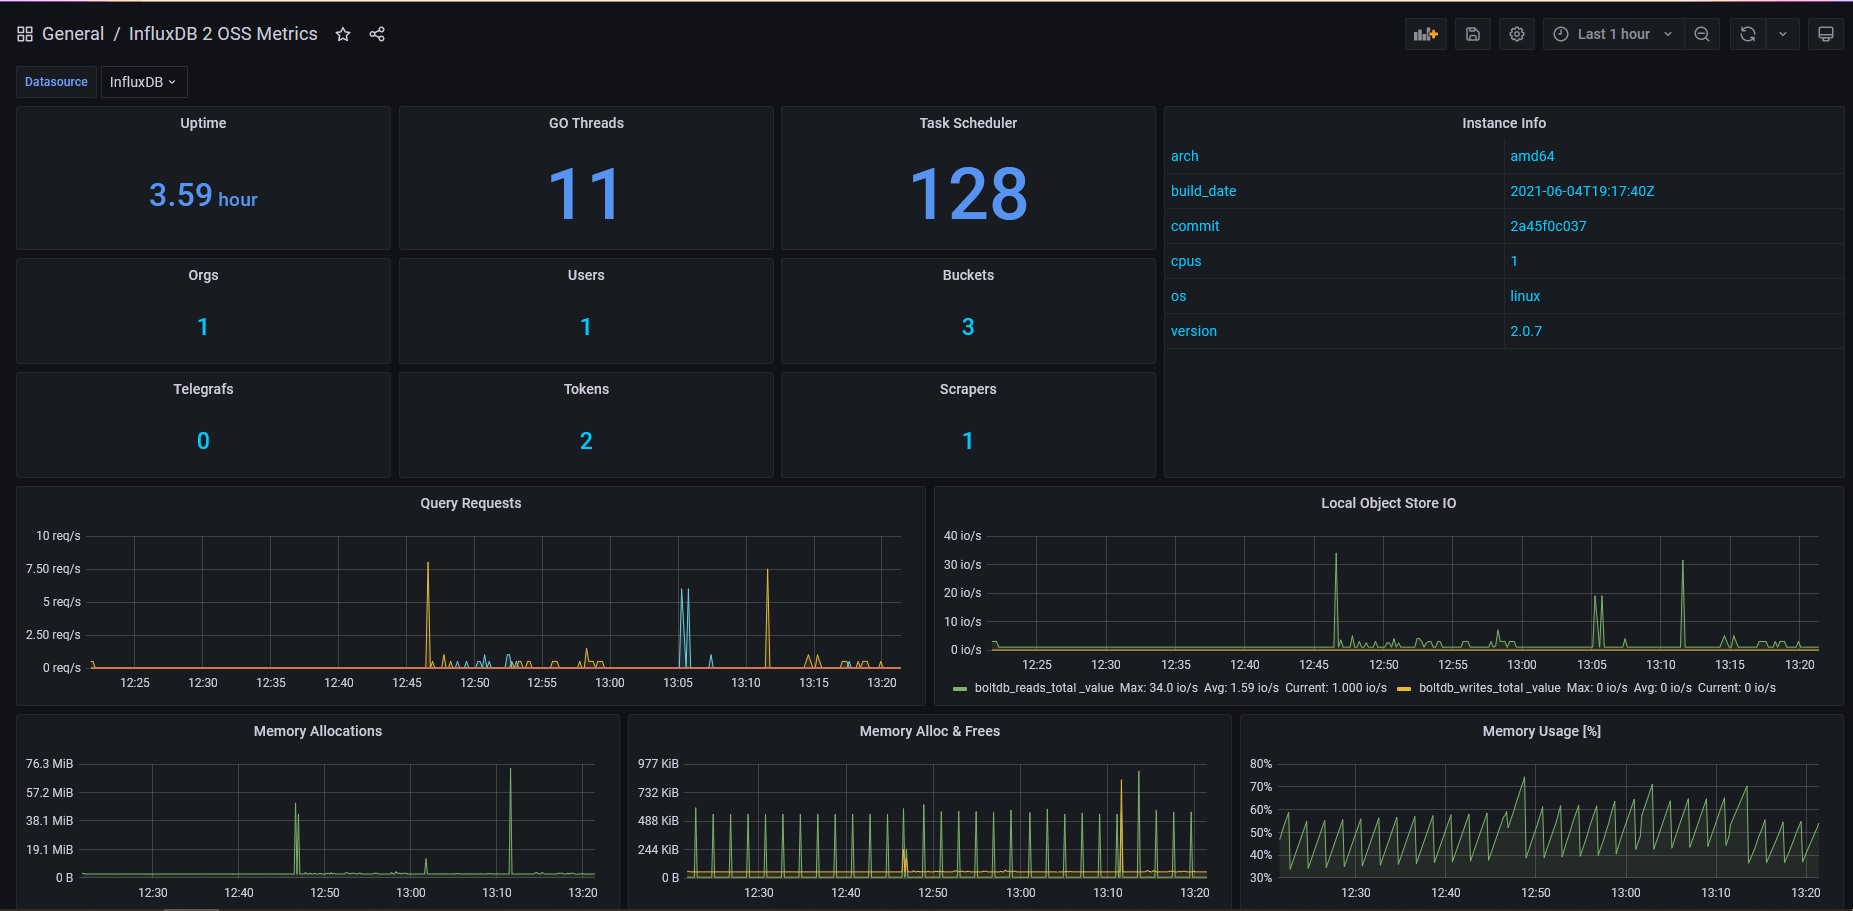 General / InfluxDB 2 OSS Metrics
Last 1 hour
Datasource InfluxDB
Uptime
3.59 hour
GO Threads
11
Task Scheduler
128
Instance Info
arch amd64
build_date 2021-06-04T19:17:40Z
commit 2a45f0c037
cpus 1
os linux
version 2.0.7
Orgs
1
Users
1
Buckets
3
Telegrafs
0
Tokens
2
Scrapers
1
Query Requests
10 req/s
7.50 req/s
5 req/s
2.50 req/s
0 req/s
12:25 12:30 12:35 12:40 12:45 12:50 12:55 13:00 13:05 13:10 13:15 13:20
Local Object Store IO
40 io/s
30 io/s
20 io/s
10 io/s
0 io/s
12:25 12:30 12:35 12:40 12:45 12:50 12:55 13:00 13:05 13:10 13:15 13:20
boltdb_reads_total _value Max: 34.0 io/s Avg: 1.59 io/s Current: 1.000 io/s boltdb_writes_total _value Max: 0 io/s Avg: 0 io/s Current: 0 io/s
Memory Allocations
76.3 MiB
57.2 MiB
38.1 MiB
19.1 MiB
0 B
12:30 12:40 12:50 13:00 13:10 13:20
Memory Alloc & Frees
977 KiB
732 KiB
488 KiB
244 KiB
0 B
12:30 12:40 12:50 13:00 13:10 13:20
Memory Usage [%]
80%
70%
60%
50%
40%
30%
12:30 12:40 12:50 13:00 13:10 13:20